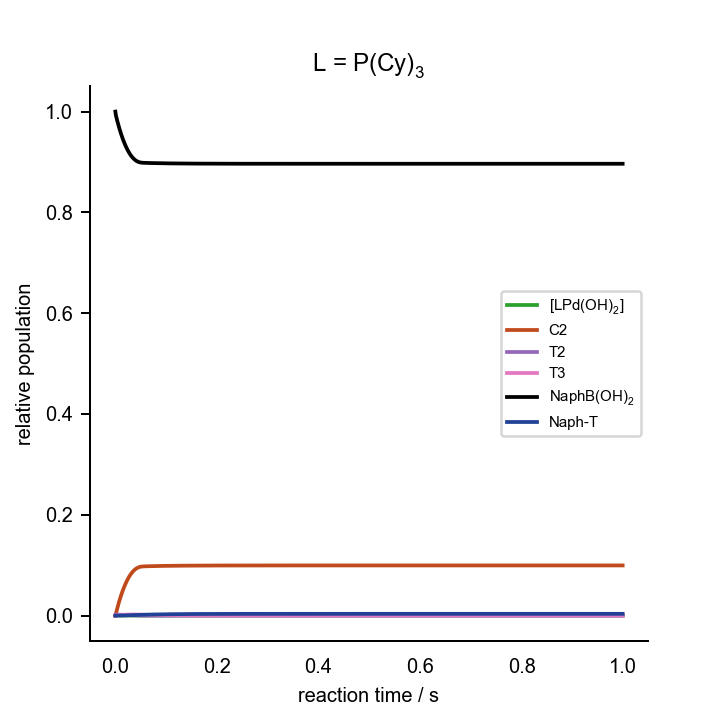 L = P(Cy)₃
1.0
0.8
0.6
0.4
0.2
0.0
relative population
[LPd(OH)₂]
C2
T2
T3
NaphB(OH)₂
Naph-T
0.0 0.2 0.4 0.6 0.8 1.0
reaction time / s